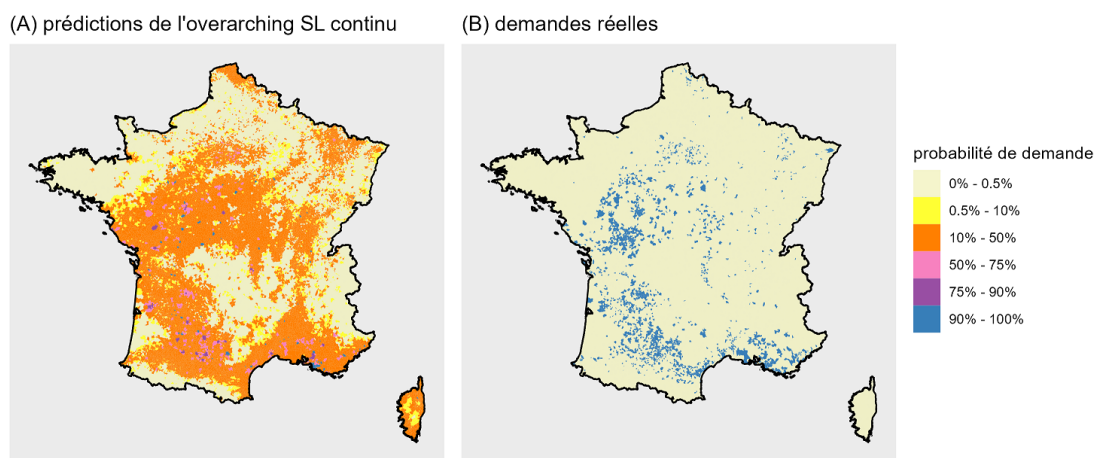 (A) prédictions de l'overarching SL continu
(B) demandes réelles
probabilité de demande
0% - 0.5%
0.5% - 10%
10% - 50%
50% - 75%
75% - 90%
90% - 100%